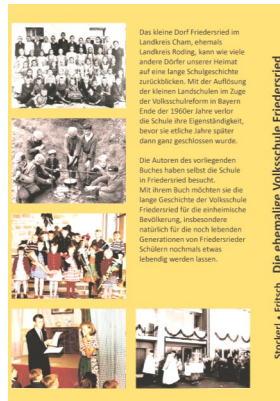 Das kleine Dorf Friedersried im
Landkreis Cham, ehemals
Landkreis Roding, kann wie viele
andere Dörfer unserer Heimat
auf eine lange Schulgeschichte
zurückblicken. Mit der Auflösung
der kleinen Landschulen im Zuge
der Volksschulreform in Bayern
Ende der 1960er Jahre verlor
die Schule ihre Eigenständigkeit,
bevor sie etliche Jahre später
dann ganz geschlossen wurde.
Die Autoren des vorliegenden
Buches haben selbst die Schule
in Friedersried besucht.
Mit ihrem Buch möchten sie die
lange Geschichte der Volksschule
Friedersried für die einheimische
Bevölkerung, insbesondere
natürlich für die noch lebenden
Generationen von Friedersrieder
Schülern nochmals etwas
lebendig werden lassen.
Stockerl • Fritsch Die ehemalige Volksschule Friedersried